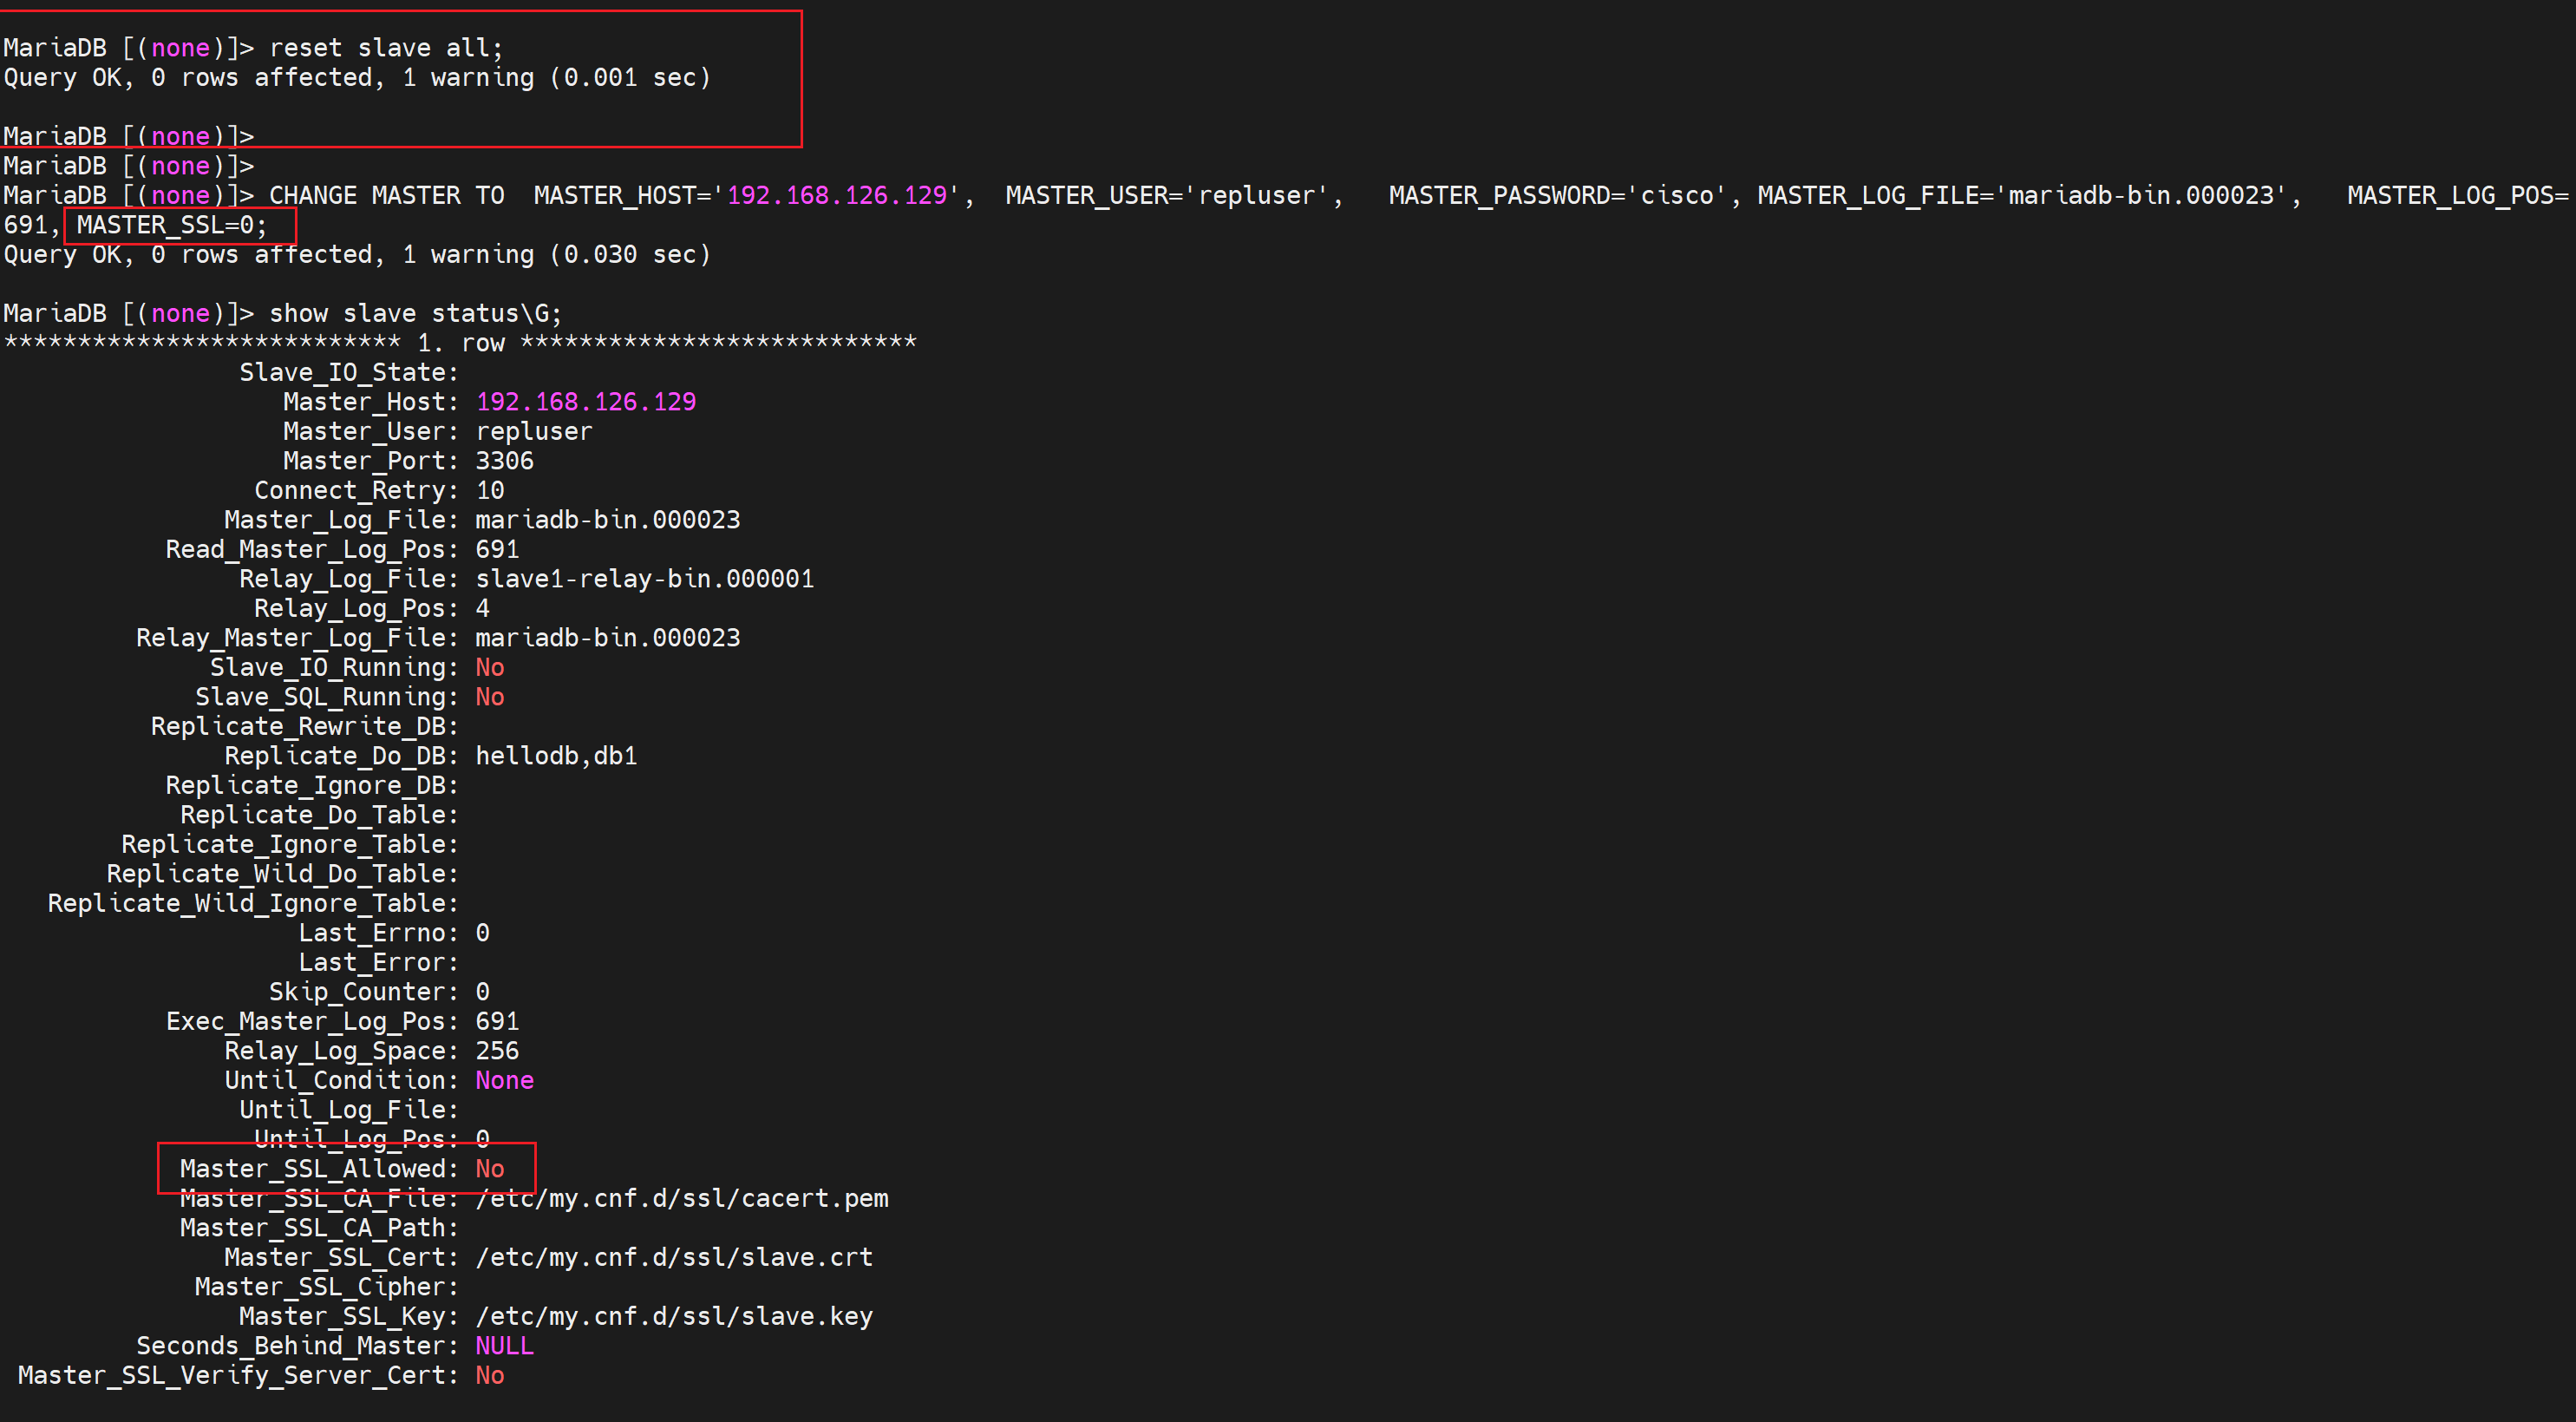 MariaDB [(none)]> reset slave all;
Query OK, 0 rows affected, 1 warning (0.001 sec)
MariaDB [(none)]>
MariaDB [(none)]>
MariaDB [(none)]> CHANGE MASTER TO  MASTER_HOST='192.168.126.129',  MASTER_USER='repluser',   MASTER_PASSWORD='cisco', MASTER_LOG_FILE='mariadb-bin.000023',   MASTER_LOG_POS=
691, MASTER_SSL=0;
Query OK, 0 rows affected, 1 warning (0.030 sec)
MariaDB [(none)]> show slave status\G;
*************************** 1. row ***************************
Slave_IO_State:
Master_Host: 192.168.126.129
Master_User: repluser
Master_Port: 3306
Connect_Retry: 10
Master_Log_File: mariadb-bin.000023
Read_Master_Log_Pos: 691
Relay_Log_File: slave1-relay-bin.000001
Relay_Log_Pos: 4
Relay_Master_Log_File: mariadb-bin.000023
Slave_IO_Running: No
Slave_SQL_Running: No
Replicate_Rewrite_DB:
Replicate_Do_DB: hellodb,db1
Replicate_Ignore_DB:
Replicate_Do_Table:
Replicate_Ignore_Table:
Replicate_Wild_Do_Table:
Replicate_Wild_Ignore_Table:
Last_Errno: 0
Last_Error:
Skip_Counter: 0
Exec_Master_Log_Pos: 691
Relay_Log_Space: 256
Until_Condition: None
Until_Log_File:
Until_Log_Pos: 0
Master_SSL_Allowed: No
Master_SSL_CA_File: /etc/my.cnf.d/ssl/cacert.pem
Master_SSL_CA_Path:
Master_SSL_Cert: /etc/my.cnf.d/ssl/slave.crt
Master_SSL_Cipher:
Master_SSL_Key: /etc/my.cnf.d/ssl/slave.key
Seconds_Behind_Master: NULL
Master_SSL_Verify_Server_Cert: No